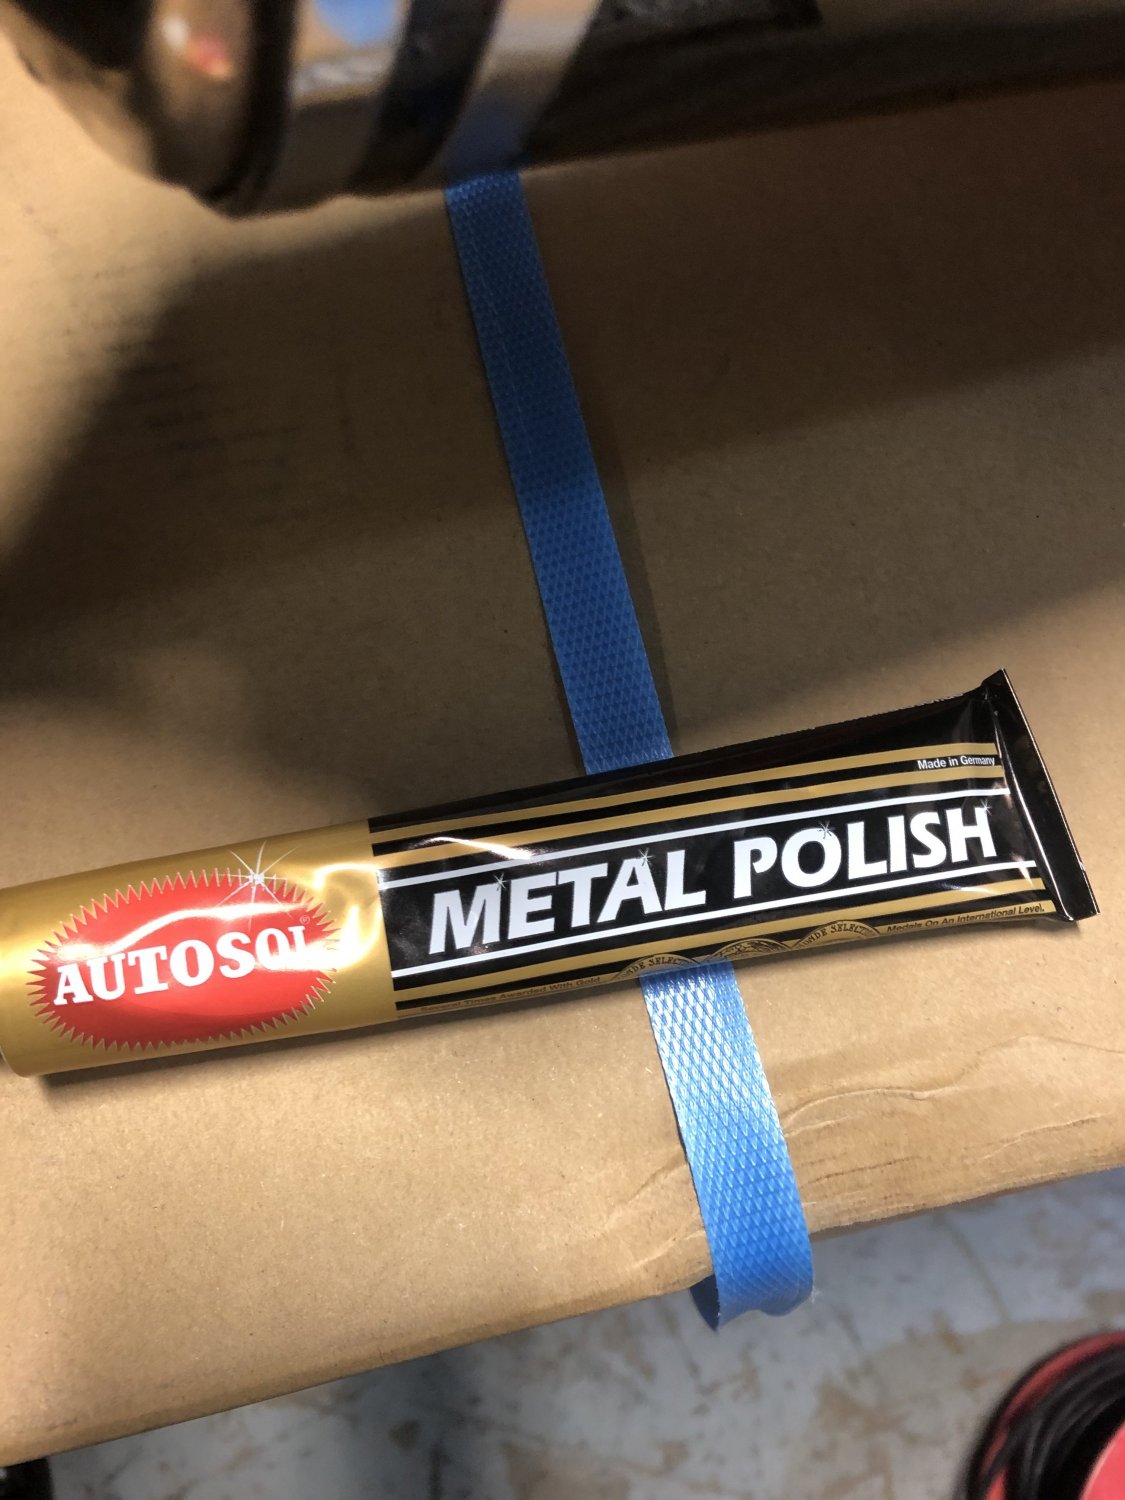 AUTOSOL®
Made in Germany
METAL POLISH
Several Times Awarded With Gold
Medals On An International Level.